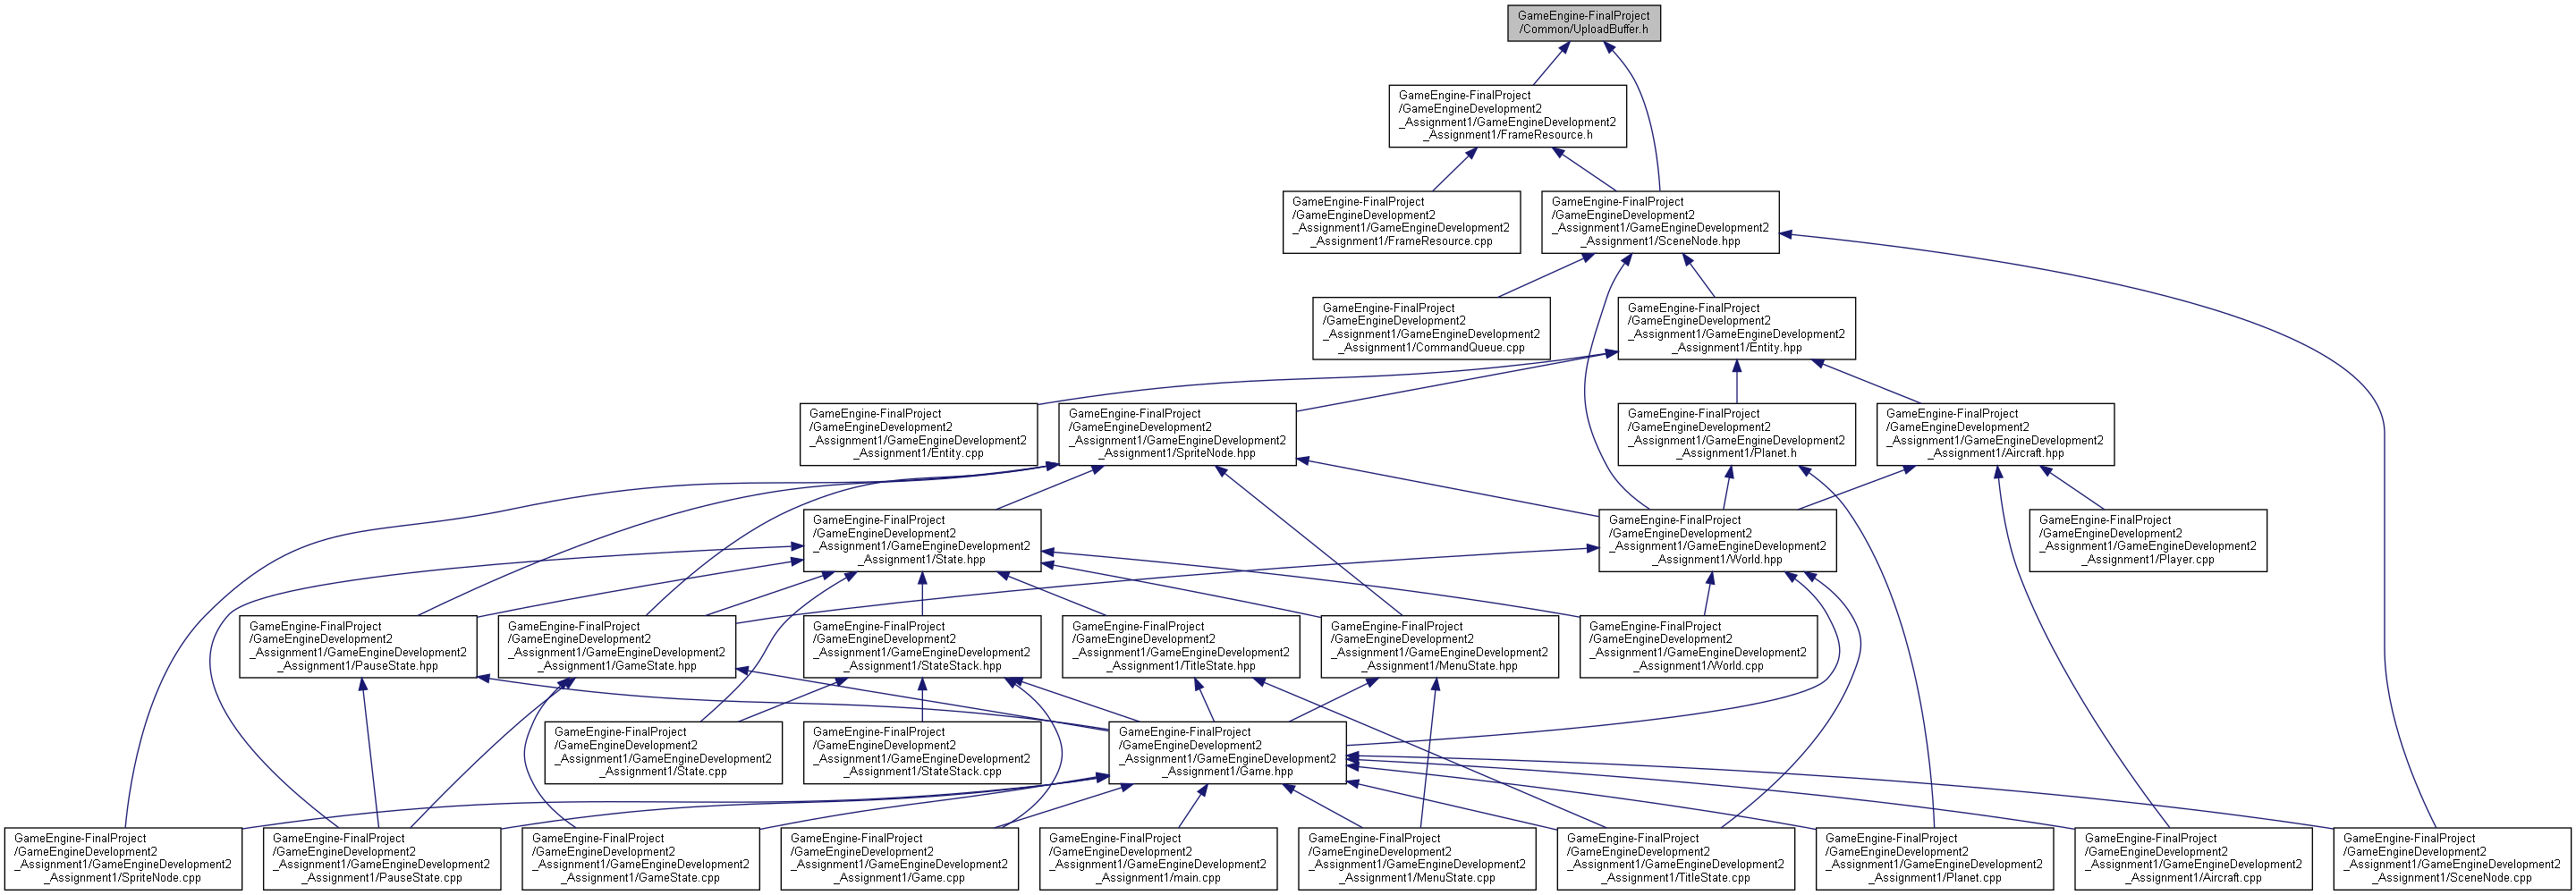 GameEngine-FinalProject
/Common/UploadBuffer.h
GameEngine-FinalProject
/GameEngineDevelopment2
_Assignment1/GameEngineDevelopment2
_Assignment1/FrameResource.h
GameEngine-FinalProject
/GameEngineDevelopment2
_Assignment1/GameEngineDevelopment2
_Assignment1/FrameResource.cpp
GameEngine-FinalProject
/GameEngineDevelopment2
_Assignment1/GameEngineDevelopment2
_Assignment1/SceneNode.hpp
GameEngine-FinalProject
/GameEngineDevelopment2
_Assignment1/GameEngineDevelopment2
_Assignment1/CommandQueue.cpp
GameEngine-FinalProject
/GameEngineDevelopment2
_Assignment1/GameEngineDevelopment2
_Assignment1/Entity.hpp
GameEngine-FinalProject
/GameEngineDevelopment2
_Assignment1/GameEngineDevelopment2
_Assignment1/Entity.cpp
GameEngine-FinalProject
/GameEngineDevelopment2
_Assignment1/GameEngineDevelopment2
_Assignment1/SpriteNode.hpp
GameEngine-FinalProject
/GameEngineDevelopment2
_Assignment1/GameEngineDevelopment2
_Assignment1/Planet.h
GameEngine-FinalProject
/GameEngineDevelopment2
_Assignment1/GameEngineDevelopment2
_Assignment1/Aircraft.hpp
GameEngine-FinalProject
/GameEngineDevelopment2
_Assignment1/GameEngineDevelopment2
_Assignment1/State.hpp
GameEngine-FinalProject
/GameEngineDevelopment2
_Assignment1/GameEngineDevelopment2
_Assignment1/World.hpp
GameEngine-FinalProject
/GameEngineDevelopment2
_Assignment1/GameEngineDevelopment2
_Assignment1/Player.cpp
GameEngine-FinalProject
/GameEngineDevelopment2
_Assignment1/GameEngineDevelopment2
_Assignment1/PauseState.hpp
GameEngine-FinalProject
/GameEngineDevelopment2
_Assignment1/GameEngineDevelopment2
_Assignment1/GameState.hpp
GameEngine-FinalProject
/GameEngineDevelopment2
_Assignment1/GameEngineDevelopment2
_Assignment1/StateStack.hpp
GameEngine-FinalProject
/GameEngineDevelopment2
_Assignment1/GameEngineDevelopment2
_Assignment1/TitleState.hpp
GameEngine-FinalProject
/GameEngineDevelopment2
_Assignment1/GameEngineDevelopment2
_Assignment1/MenuState.hpp
GameEngine-FinalProject
/GameEngineDevelopment2
_Assignment1/GameEngineDevelopment2
_Assignment1/World.cpp
GameEngine-FinalProject
/GameEngineDevelopment2
_Assignment1/GameEngineDevelopment2
_Assignment1/State.cpp
GameEngine-FinalProject
/GameEngineDevelopment2
_Assignment1/GameEngineDevelopment2
_Assignment1/StateStack.cpp
GameEngine-FinalProject
/GameEngineDevelopment2
_Assignment1/GameEngineDevelopment2
_Assignment1/Game.hpp
GameEngine-FinalProject
/GameEngineDevelopment2
_Assignment1/GameEngineDevelopment2
_Assignment1/SpriteNode.cpp
GameEngine-FinalProject
/GameEngineDevelopment2
_Assignment1/GameEngineDevelopment2
_Assignment1/PauseState.cpp
GameEngine-FinalProject
/GameEngineDevelopment2
_Assignment1/GameEngineDevelopment2
_Assignment1/GameState.cpp
GameEngine-FinalProject
/GameEngineDevelopment2
_Assignment1/GameEngineDevelopment2
_Assignment1/Game.cpp
GameEngine-FinalProject
/GameEngineDevelopment2
_Assignment1/GameEngineDevelopment2
_Assignment1/main.cpp
GameEngine-FinalProject
/GameEngineDevelopment2
_Assignment1/GameEngineDevelopment2
_Assignment1/MenuState.cpp
GameEngine-FinalProject
/GameEngineDevelopment2
_Assignment1/GameEngineDevelopment2
_Assignment1/TitleState.cpp
GameEngine-FinalProject
/GameEngineDevelopment2
_Assignment1/GameEngineDevelopment2
_Assignment1/Planet.cpp
GameEngine-FinalProject
/GameEngineDevelopment2
_Assignment1/GameEngineDevelopment2
_Assignment1/Aircraft.cpp
GameEngine-FinalProject
/GameEngineDevelopment2
_Assignment1/GameEngineDevelopment2
_Assignment1/SceneNode.cpp